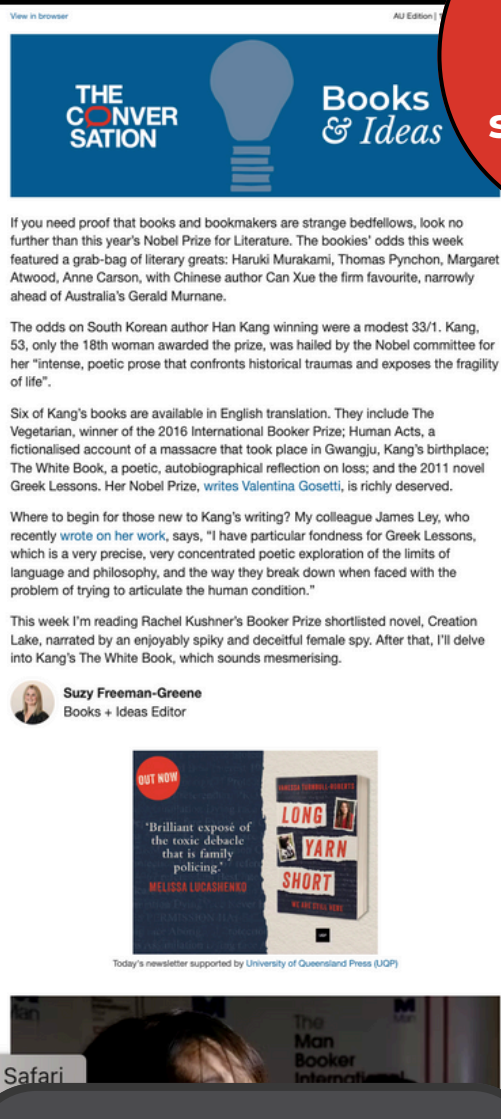 View in browser
AU Edition | 1
THE
CONVER
SATION
Books
& Ideas
s
If you need proof that books and bookmakers are strange bedfellows, look no
further than this year's Nobel Prize for Literature. The bookies' odds this week
featured a grab-bag of literary greats: Haruki Murakami, Thomas Pynchon, Margaret
Atwood, Anne Carson, with Chinese author Can Xue the firm favourite, narrowly
ahead of Australia's Gerald Murnane.
The odds on South Korean author Han Kang winning were a modest 33/1. Kang,
53, only the 18th woman awarded the prize, was hailed by the Nobel committee for
her "intense, poetic prose that confronts historical traumas and exposes the fragility
of life".
Six of Kang's books are available in English translation. They include The
Vegetarian, winner of the 2016 International Booker Prize; Human Acts, a
fictionalised account of a massacre that took place in Gwangju, Kang's birthplace;
The White Book, a poetic, autobiographical reflection on loss; and the 2011 novel
Greek Lessons. Her Nobel Prize, writes Valentina Gosetti, is richly deserved.
Where to begin for those new to Kang's writing? My colleague James Ley, who
recently wrote on her work, says, "I have particular fondness for Greek Lessons,
which is a very precise, very concentrated poetic exploration of the limits of
language and philosophy, and the way they break down when faced with the
problem of trying to articulate the human condition."
This week I'm reading Rachel Kushner's Booker Prize shortlisted novel, Creation
Lake, narrated by an enjoyably spiky and deceitful female spy. After that, I'll delve
into Kang's The White Book, which sounds mesmerising.
Suzy Freeman-Greene
Books + Ideas Editor
OUT NOW
'Brilliant exposé of
the toxic debacle
that is family
policing.'
MELISSA LUCASHENKO
VANESSA TURNBULL-ROBERTS
LONG
YARN
SHORT
WE ARE STILL HERE
UQP
Today's newsletter supported by University of Queensland Press (UQP)
Man
The
Man
Booker
International
Man
Safari